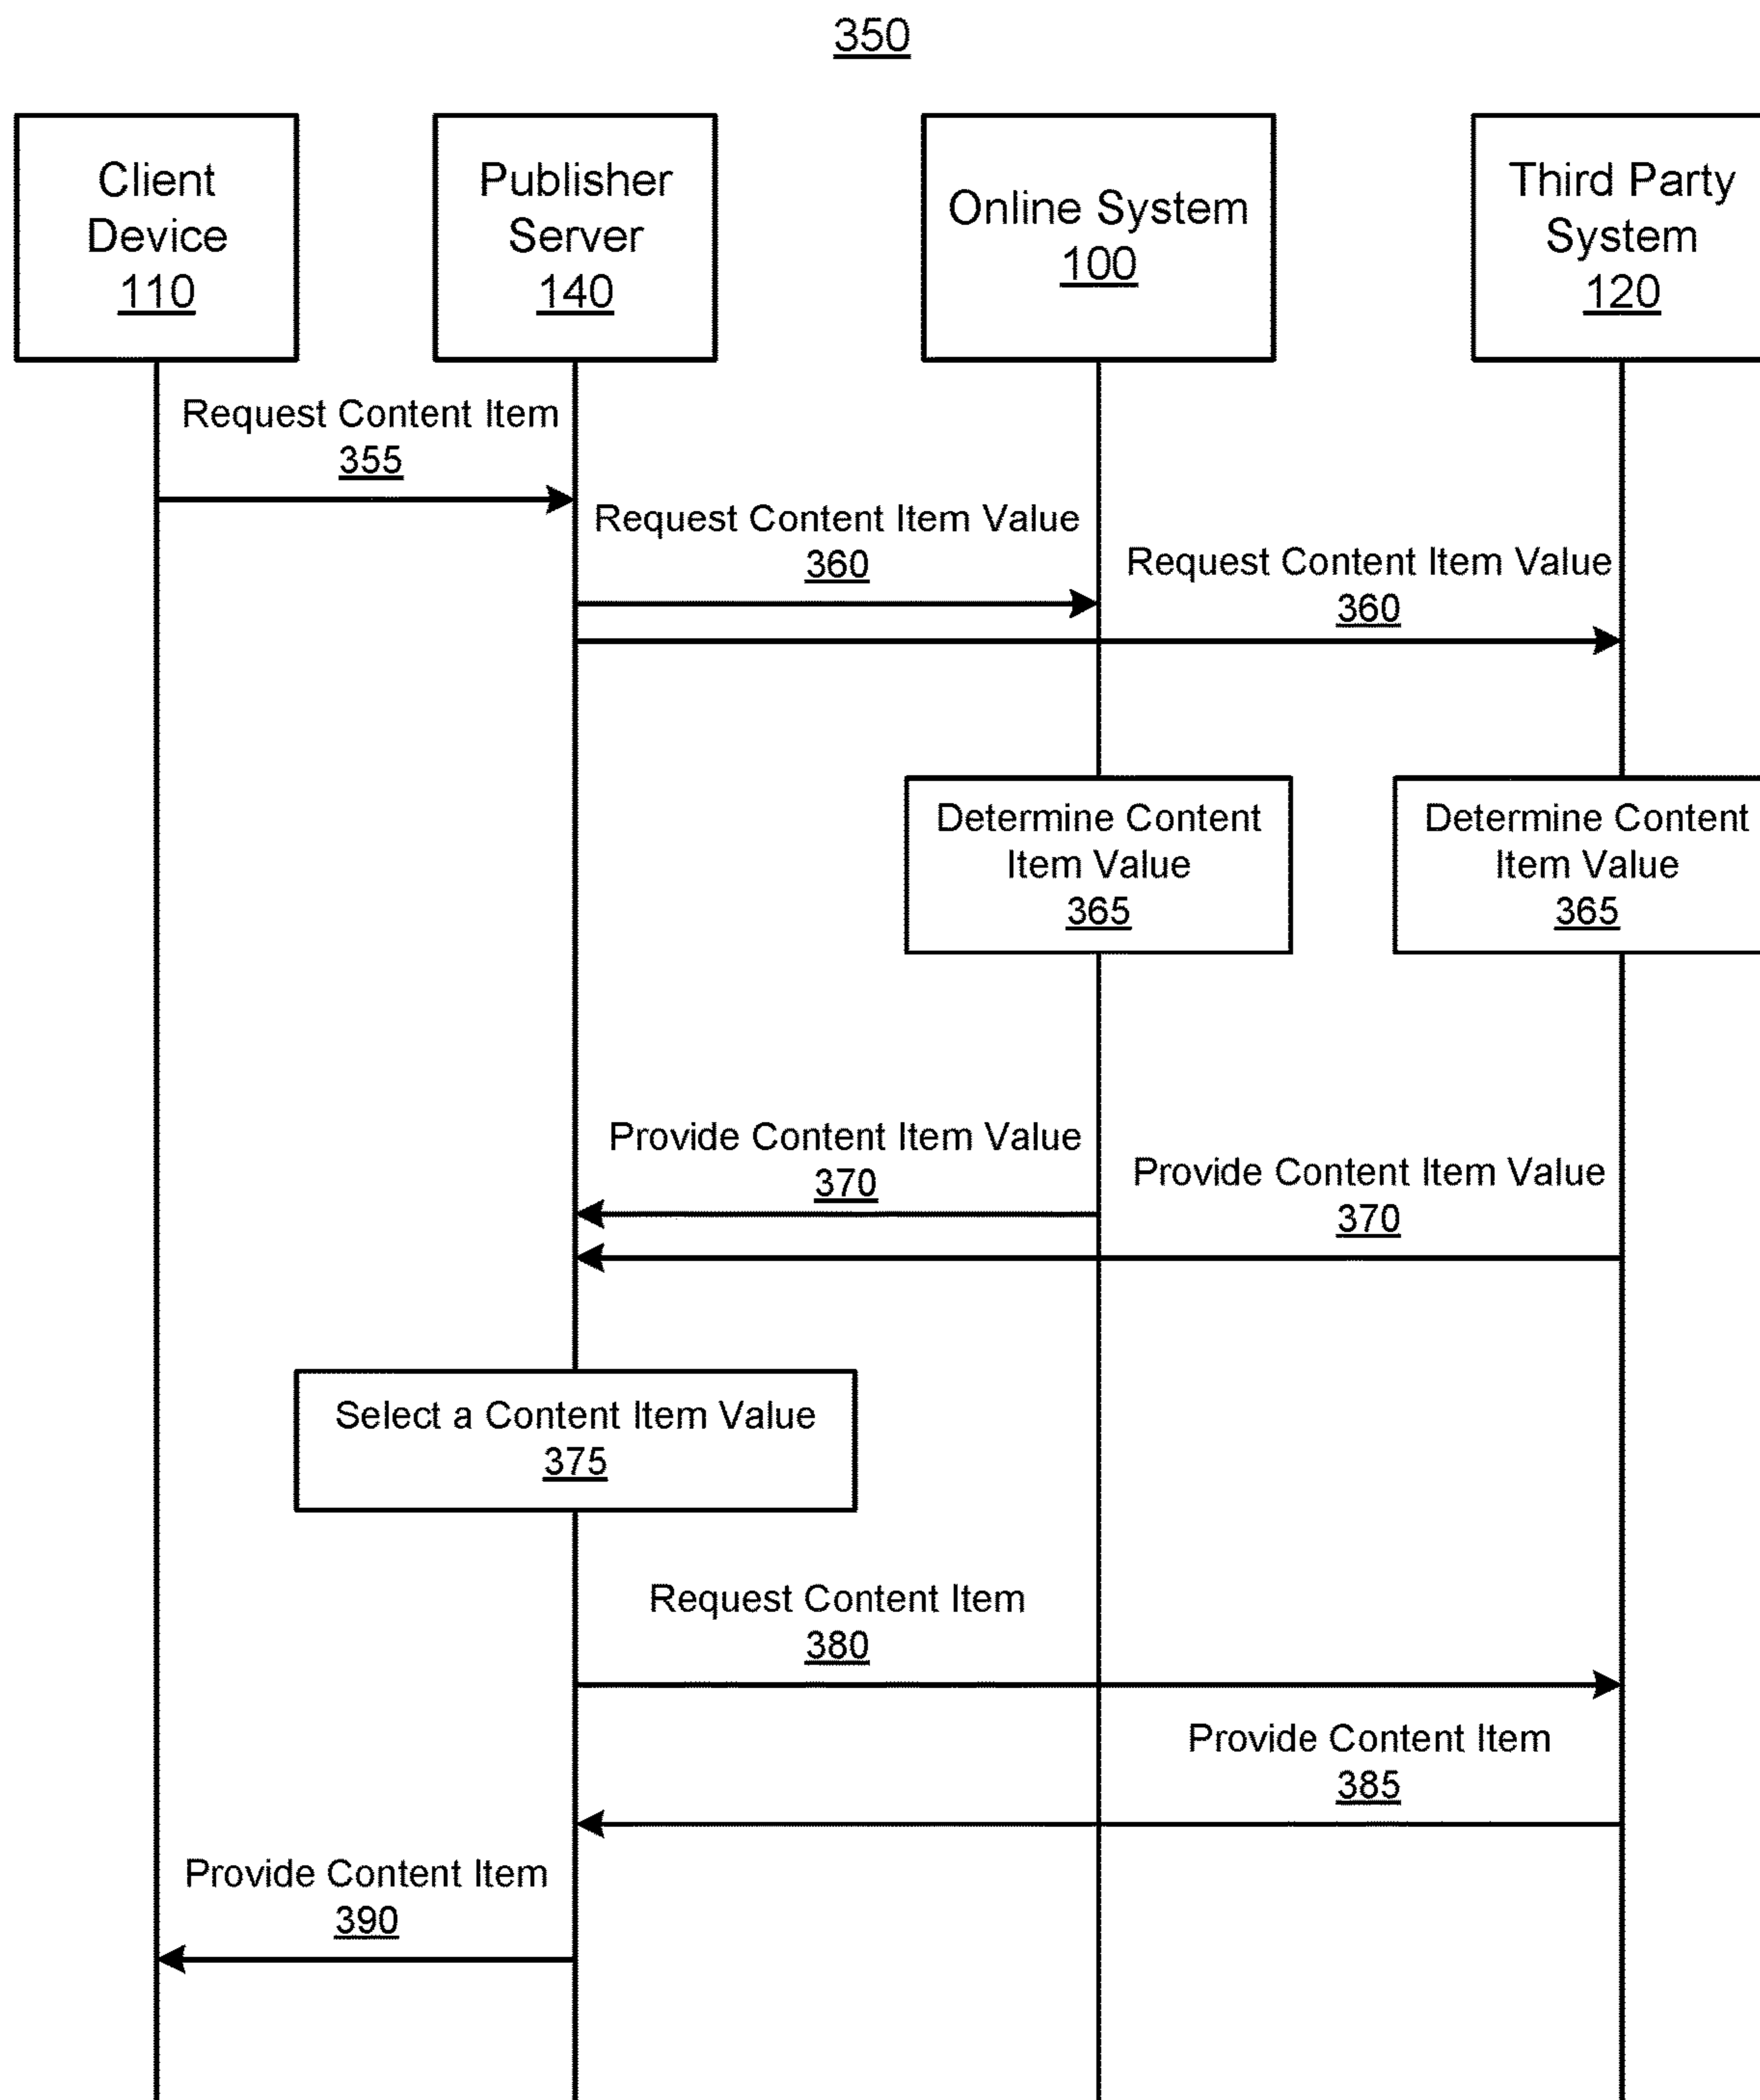 350
Client
Device
110
Publisher
Server
140
Online System
100
Third Party
System
120
Request Content Item
355
Request Content Item Value
360
Request Content Item Value
360
Determine Content
Item Value
365
Determine Content
Item Value
365
Provide Content Item Value
370
Provide Content Item Value
370
Select a Content Item Value
375
Request Content Item
380
Provide Content Item
385
Provide Content Item
390